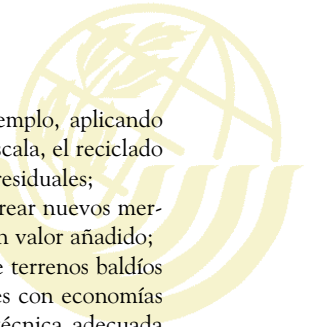 emplo, aplicando
scala, el reciclado
residuales;
rear nuevos mer-
n valor añadido;
e terrenos baldíos
es con economías
écnica adecuada